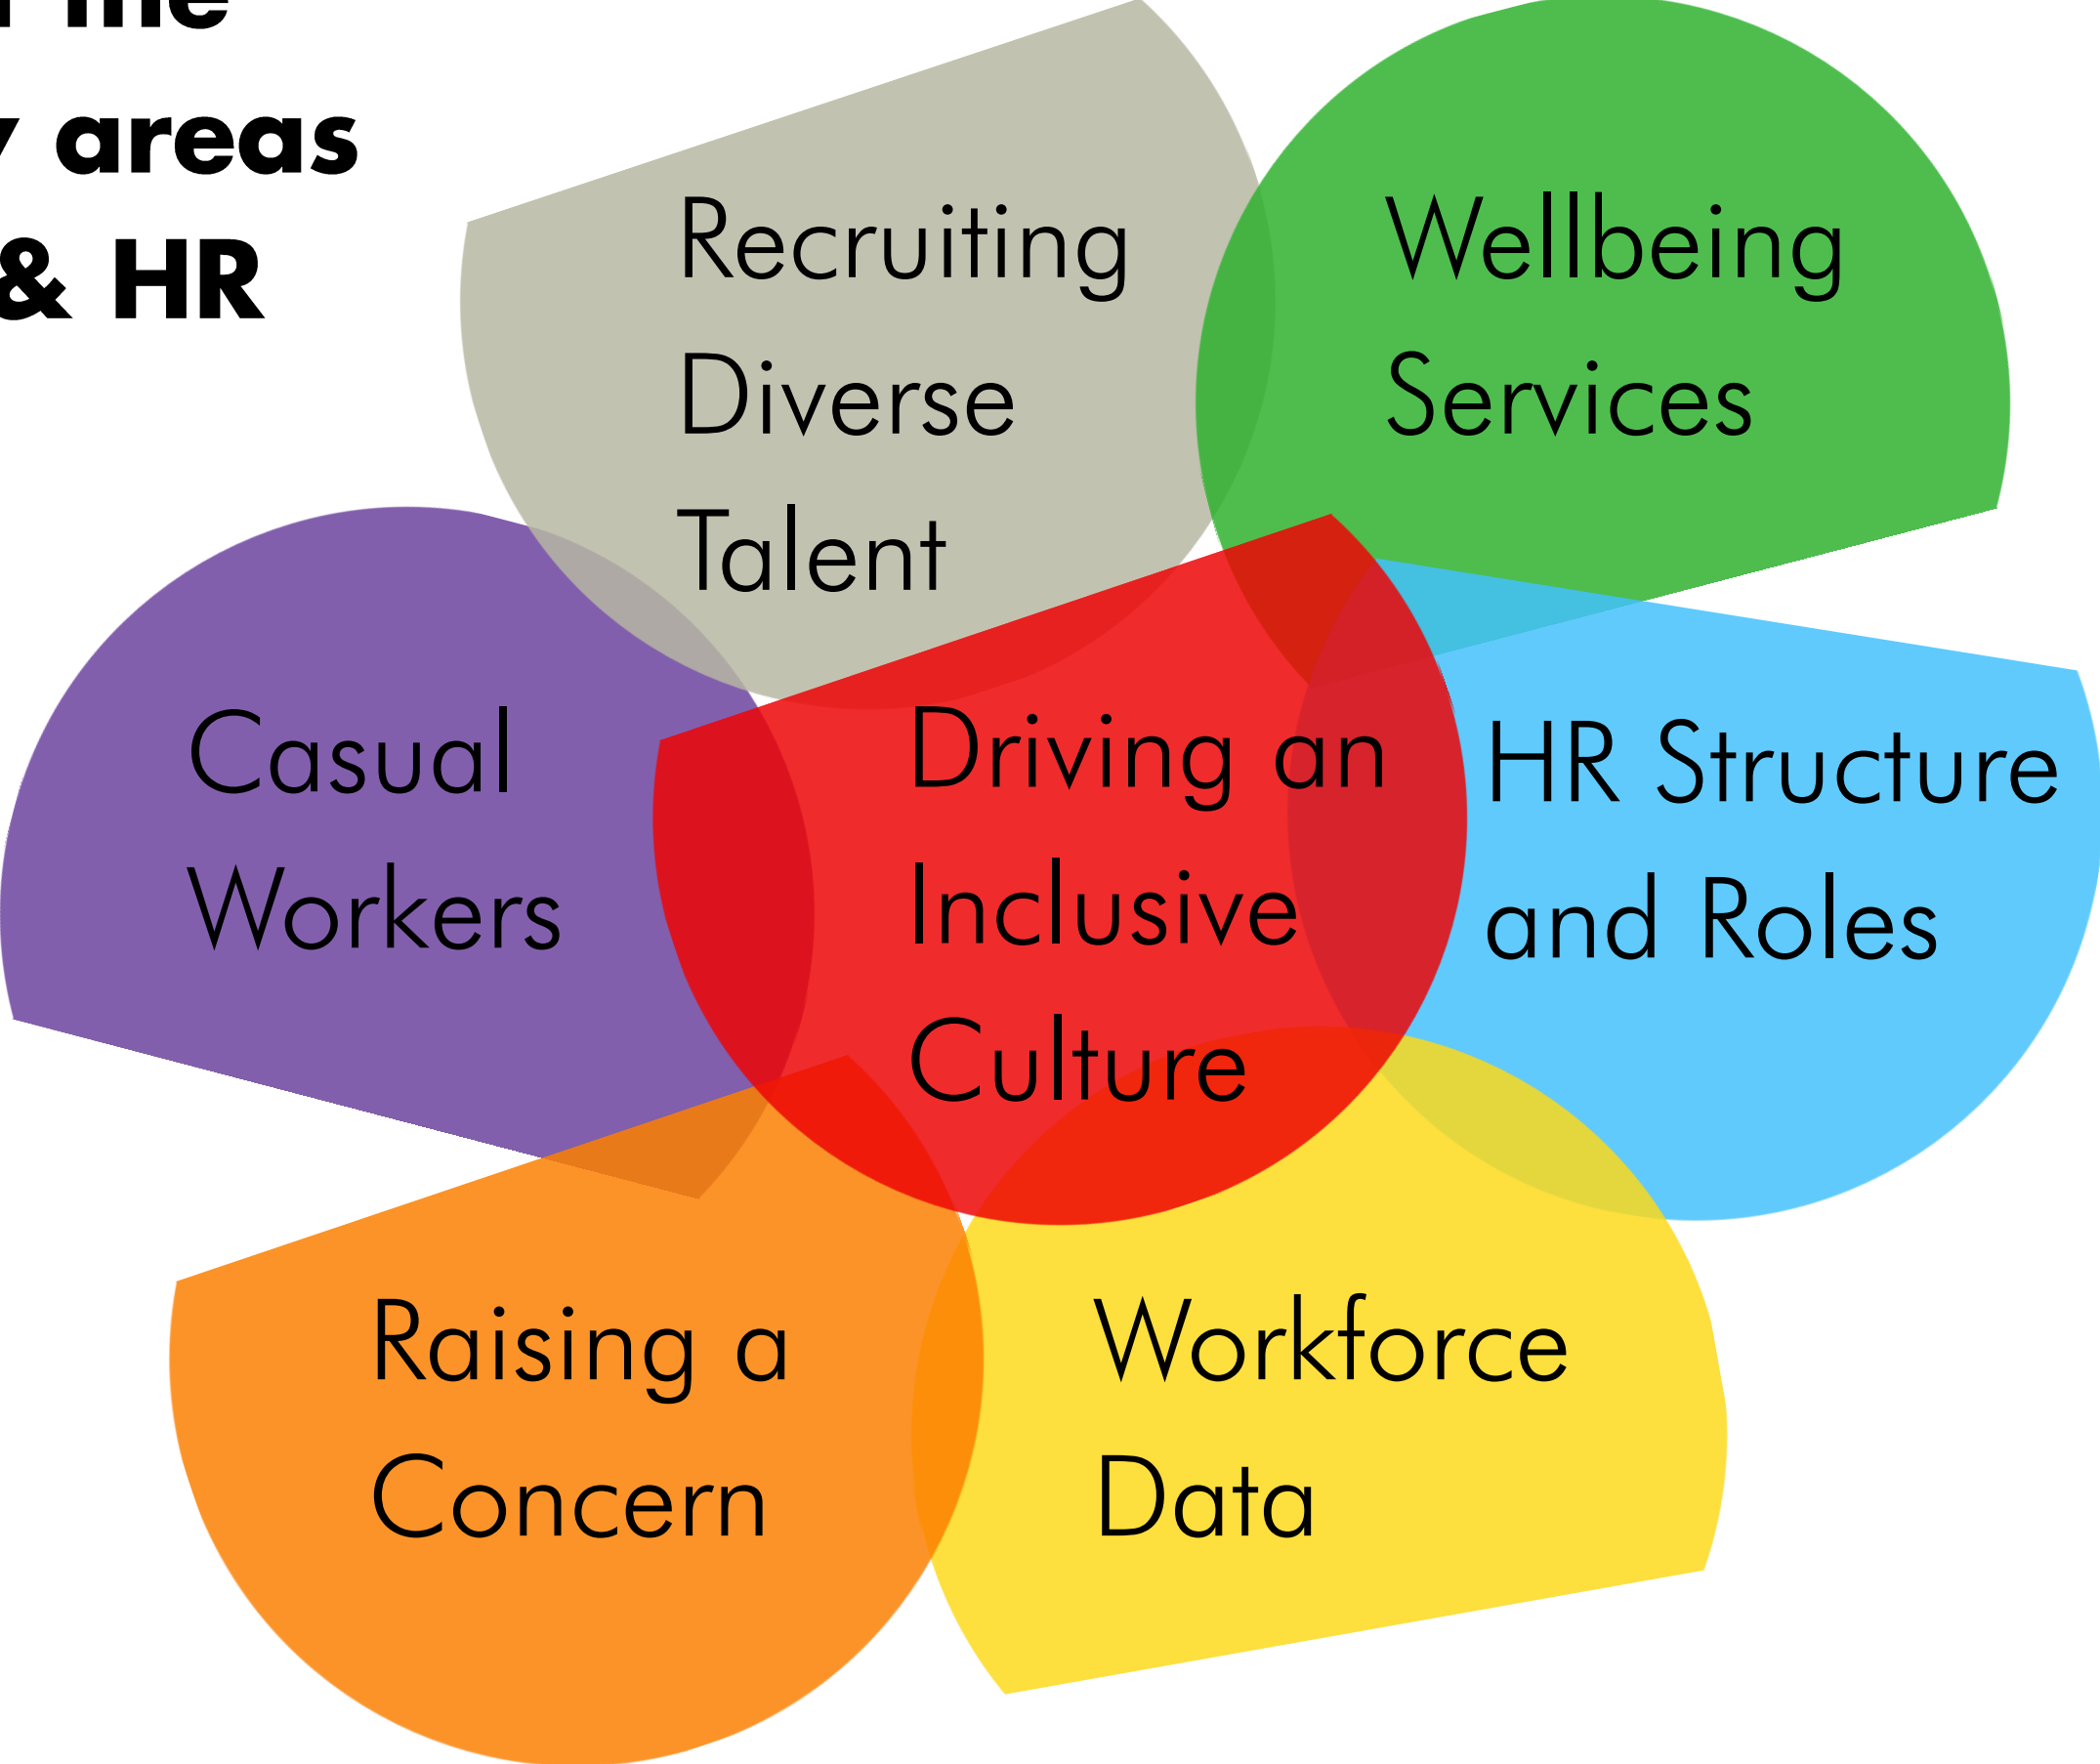 areas
& HR
Recruiting
Diverse
Talent
Wellbeing
Services
Casual
Workers
Driving an
Inclusive
Culture
HR Structure
and Roles
Raising a
Concern
Workforce
Data